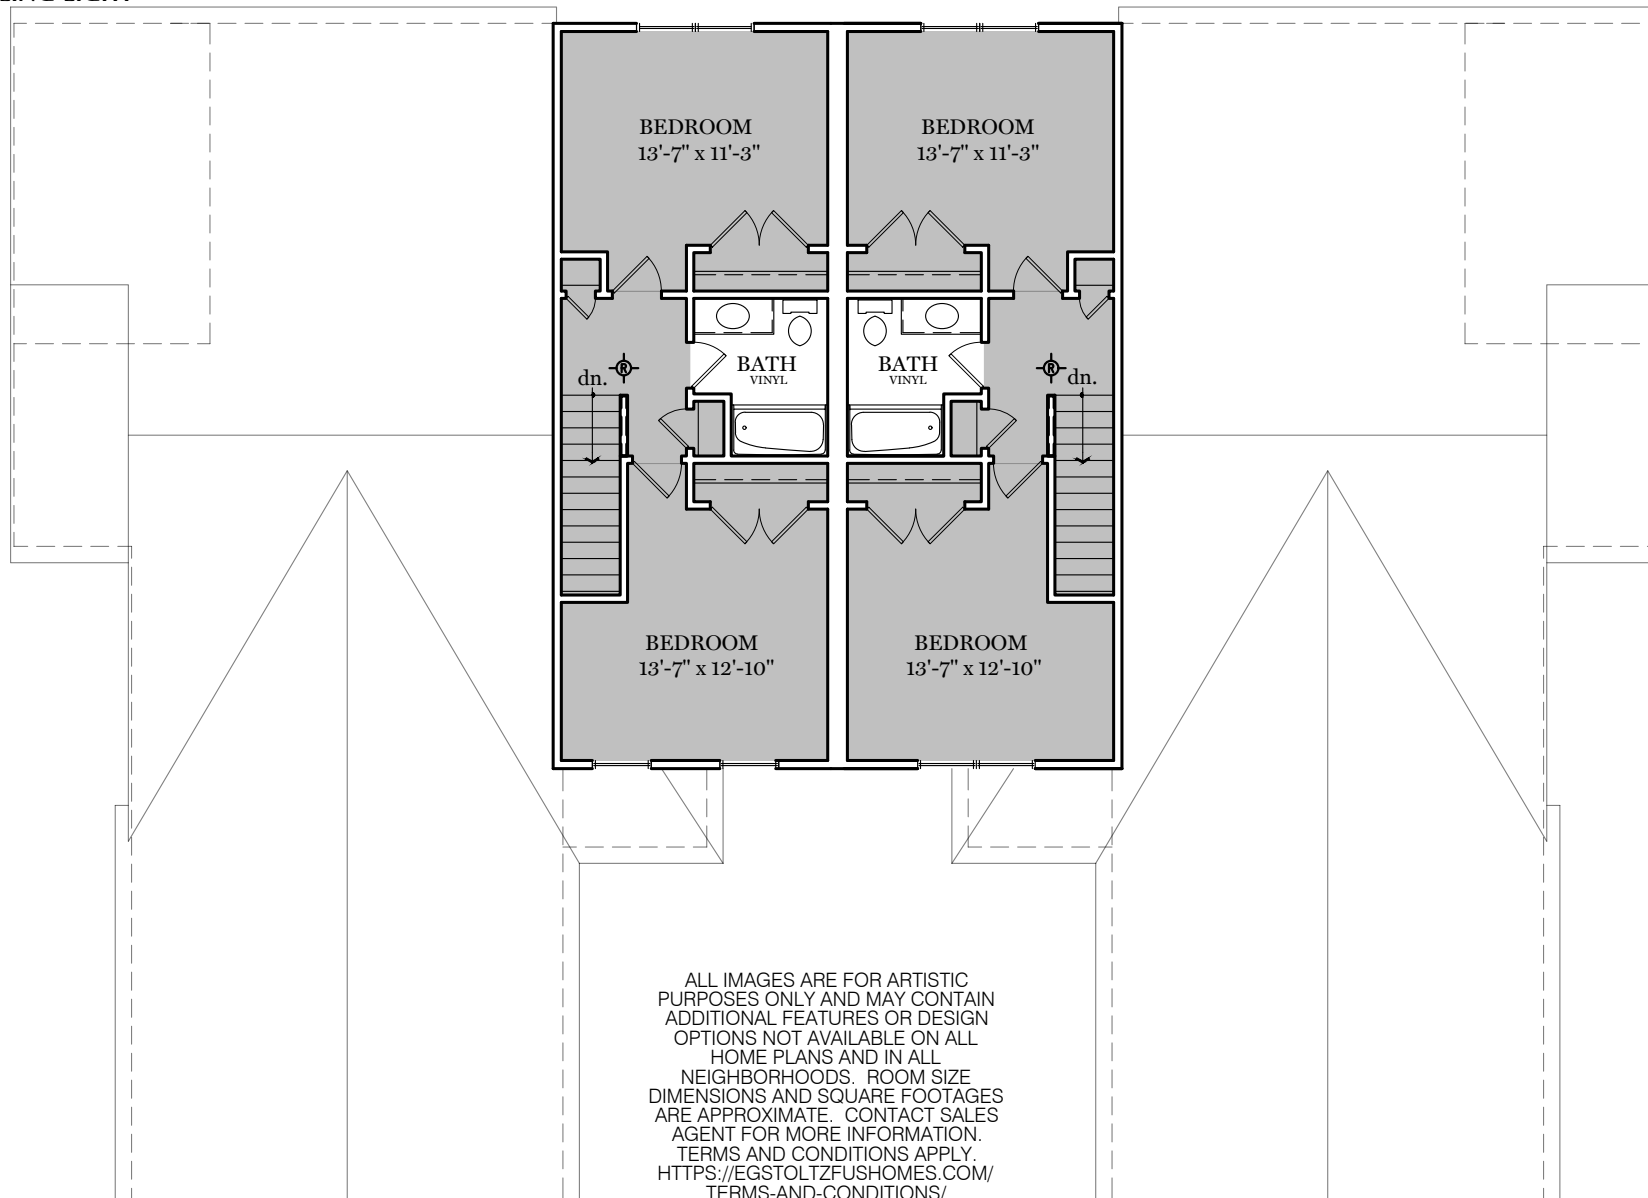 BEDROOM
13'-7" x 11'-3"
BEDROOM
13'-7" x 11'-3"
BATH
VINYL
BATH
VINYL
R
R
dn.
dn.
BEDROOM
13'-7" x 12'-10"
BEDROOM
13'-7" x 12'-10"
ALL IMAGES ARE FOR ARTISTIC
PURPOSES ONLY AND MAY CONTAIN
ADDITIONAL FEATURES OR DESIGN
OPTIONS NOT AVAILABLE ON ALL
HOME PLANS AND IN ALL
NEIGHBORHOODS. ROOM SIZE
DIMENSIONS AND SQUARE FOOTAGES
ARE APPROXIMATE. CONTACT SALES
AGENT FOR MORE INFORMATION.
TERMS AND CONDITIONS APPLY.
HTTPS://EGSTOLTZFUSHOMES.COM/
TERMS-AND-CONDITIONS/